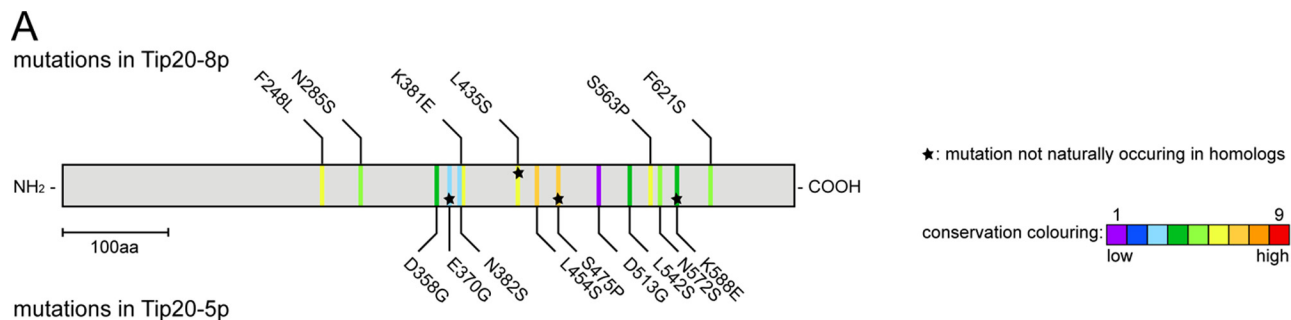 A
mutations in Tip20-8p
F248L
N285S
K381E
L435S
S563P
F621S
NH2 -
- COOH
100aa
D358G
E370G
N382S
L454S
S475P
D513G
L542S
N572S
K588E
mutations in Tip20-5p
★: mutation not naturally occuring in homologs
1 9
conservation colouring:
low high